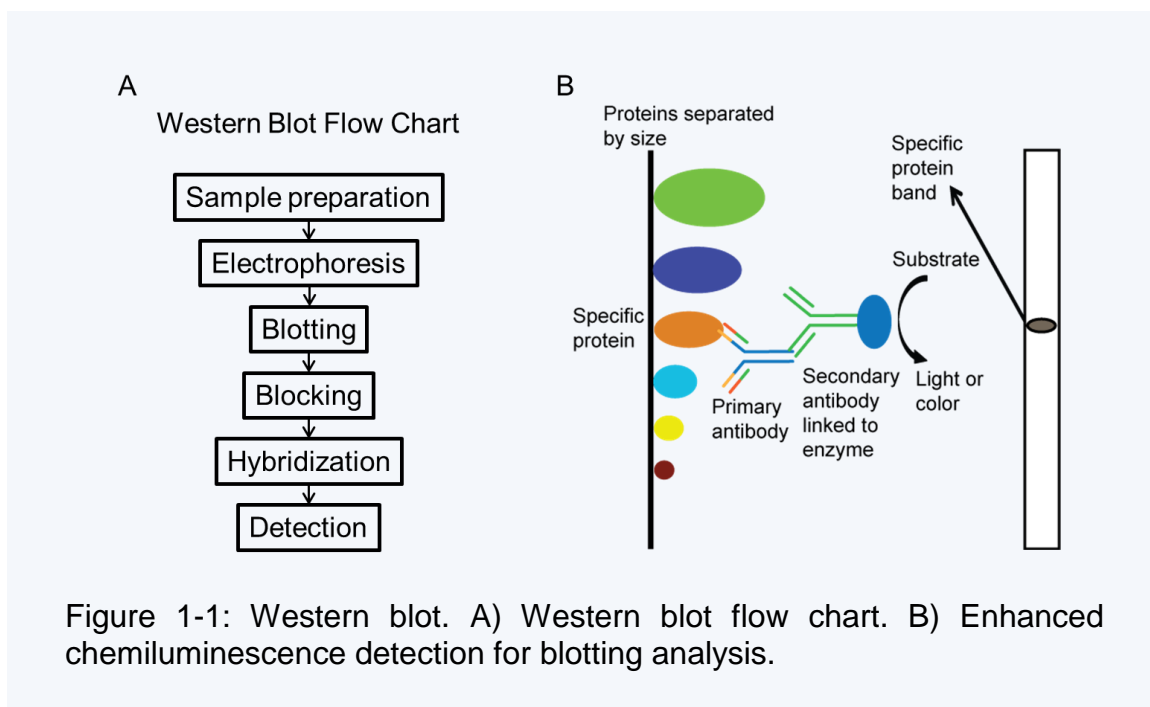 A
Western Blot Flow Chart
Sample preparation
Electrophoresis
Blotting
Blocking
Hybridization
Detection
B
Proteins separated
by size
Specific
protein
Primary
antibody
Secondary
antibody
linked to
enzyme
Substrate
Light or
color
Specific
protein
band
Figure 1-1: Western blot. A) Western blot flow chart. B) Enhanced
chemiluminescence detection for blotting analysis.